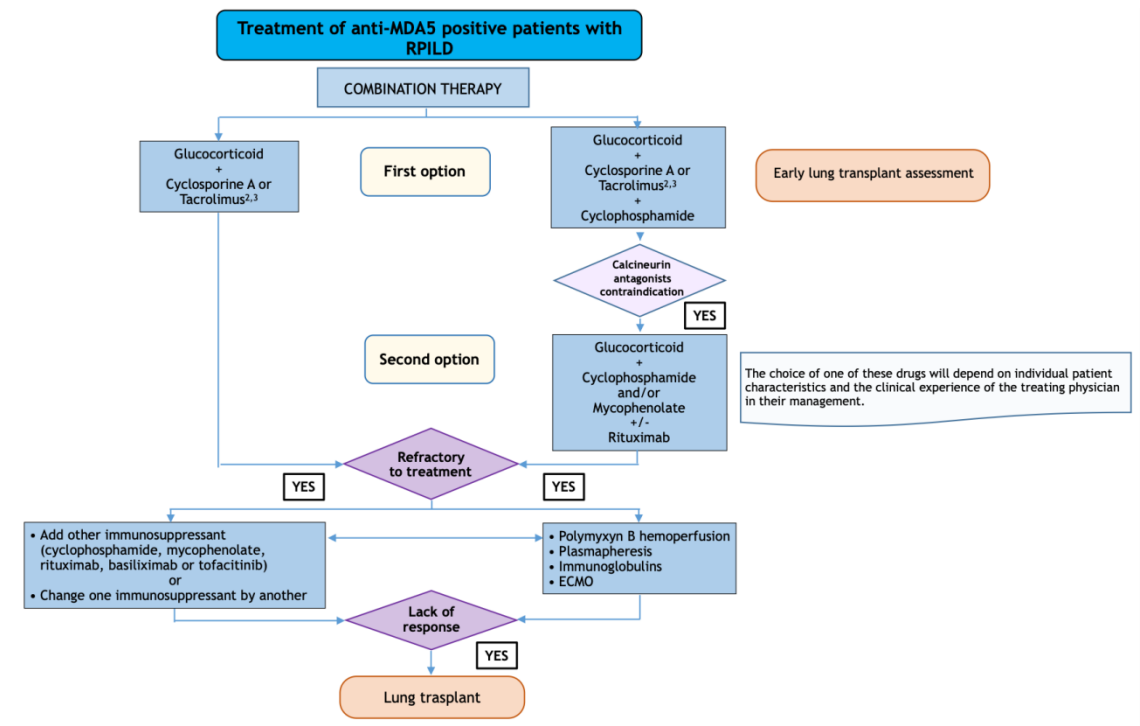 Treatment of anti-MDA5 positive patients with
RPILD
COMBINATION THERAPY
Glucocorticoid
+
Cyclosporine A or
Tacrolimus2,3
First option
Glucocorticoid
+
Cyclosporine A or
Tacrolimus2,3
+
Cyclophosphamide
Early lung transplant assessment
Calcineurin
antagonists
contraindication
YES
Second option
Glucocorticoid
+
Cyclophosphamide
and/or
Mycophenolate
+/-
Rituximab
The choice of one of these drugs will depend on individual patient
characteristics and the clinical experience of the treating physician
in their management.
Refractory
to treatment
YES
YES
• Add other immunosuppressant
(cyclophosphamide, mycophenolate,
rituximab, basiliximab or tofacitinib)
or
• Change one immunosuppressant by another
• Polymyxyn B hemoperfusion
• Plasmapheresis
• Immunoglobulins
• ECMO
Lack of
response
YES
Lung trasplant